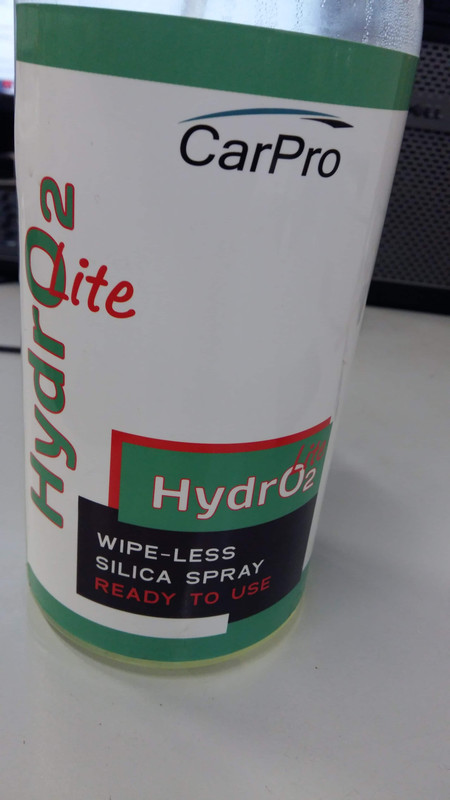 CarPro
HydrO2
Lite
Lite
HydrO2
WIPE-LESS
SILICA SPRAY
READY TO USE